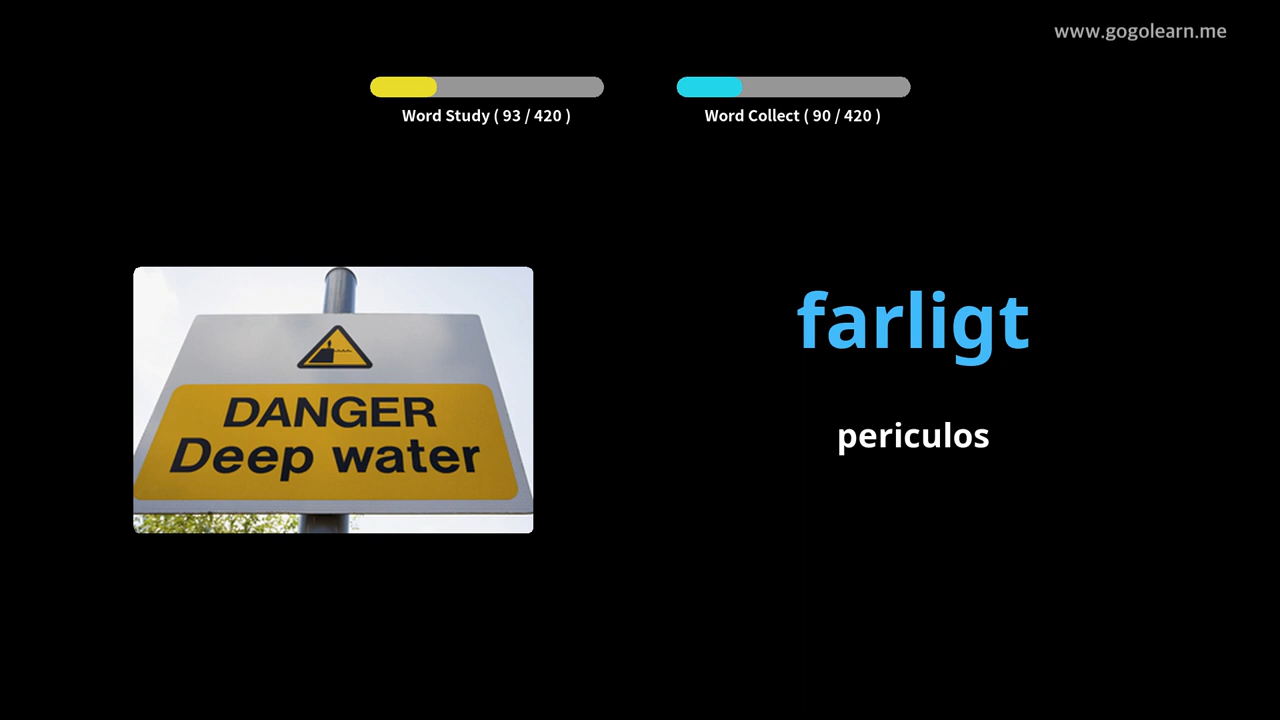 www.gogolearn.me
Word Study ( 93 / 420 )
Word Collect ( 90 / 420 )
DANGER
Deep water
farligt
periculos